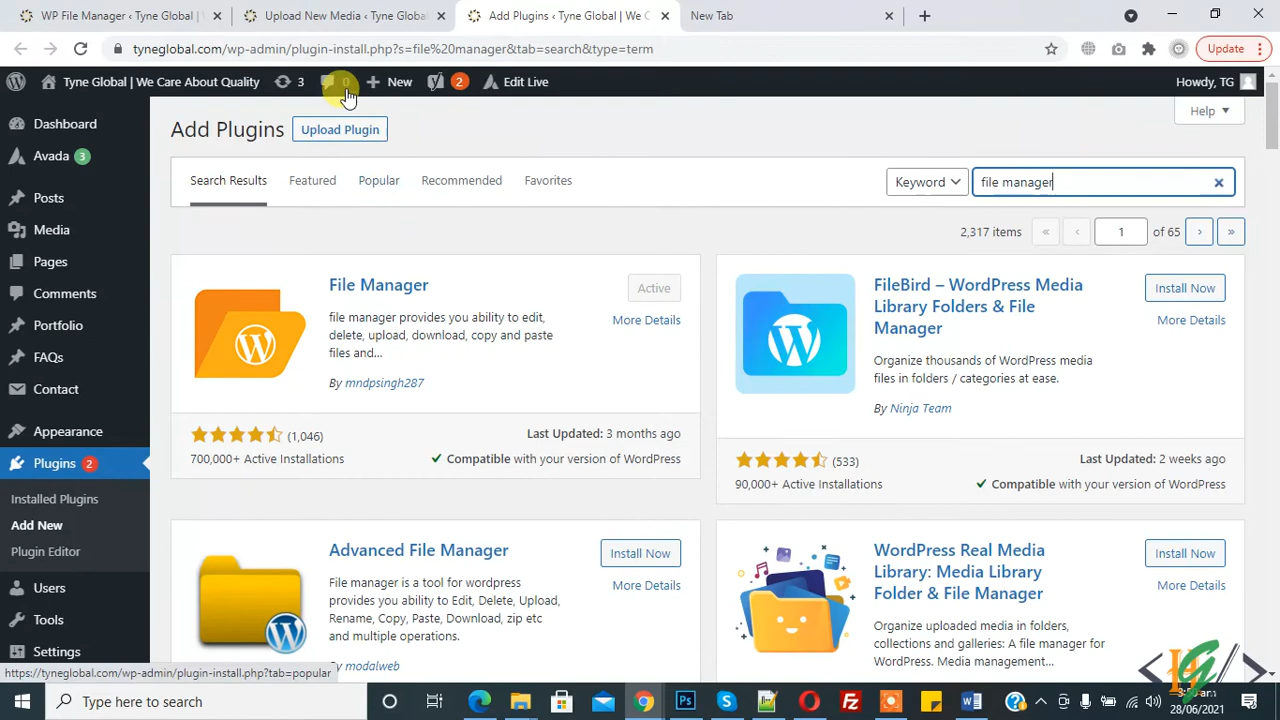 WP File Manager ‹ Tyne Global |
Upload New Media ‹ Tyne Global
Add Plugins ‹ Tyne Global | We C
New Tab
tyneglobal.com/wp-admin/plugin-install.php?s=file%20manager&tab=search&type=term
Update
Tyne Global | We Care About Quality
3
0
New
2
Edit Live
Howdy, TG
Dashboard
Avada 3
Posts
Media
Pages
Comments
Portfolio
FAQs
Contact
Appearance
Plugins 2
Installed Plugins
Add New
Plugin Editor
Users
Tools
Settings
Help
Add Plugins
Upload Plugin
Search Results
Featured
Popular
Recommended
Favorites
Keyword
file manager
2,317 items
«
‹
1
of 65
›
»
File Manager
Active
More Details
file manager provides you ability to edit,
delete, upload, download, copy and paste
files and...
By mndpsingh287
(1,046)
700,000+ Active Installations
Last Updated: 3 months ago
Compatible with your version of WordPress
FileBird – WordPress Media
Library Folders & File
Manager
Install Now
More Details
Organize thousands of WordPress media
files in folders / categories at ease.
By Ninja Team
(533)
90,000+ Active Installations
Last Updated: 2 weeks ago
Compatible with your version of WordPress
Advanced File Manager
Install Now
More Details
File manager is a tool for wordpress
provides you ability to Edit, Delete, Upload,
Rename, Copy, Paste, Download, zip etc
and multiple operations.
By modalweb
WordPress Real Media
Library: Media Library
Folder & File Manager
Install Now
More Details
Organize uploaded media in folders,
collections and galleries: A file manager for
WordPress. Media management...
https://tyneglobal.com/wp-admin/plugin-install.php?tab=popular
Type here to search
28/06/2021